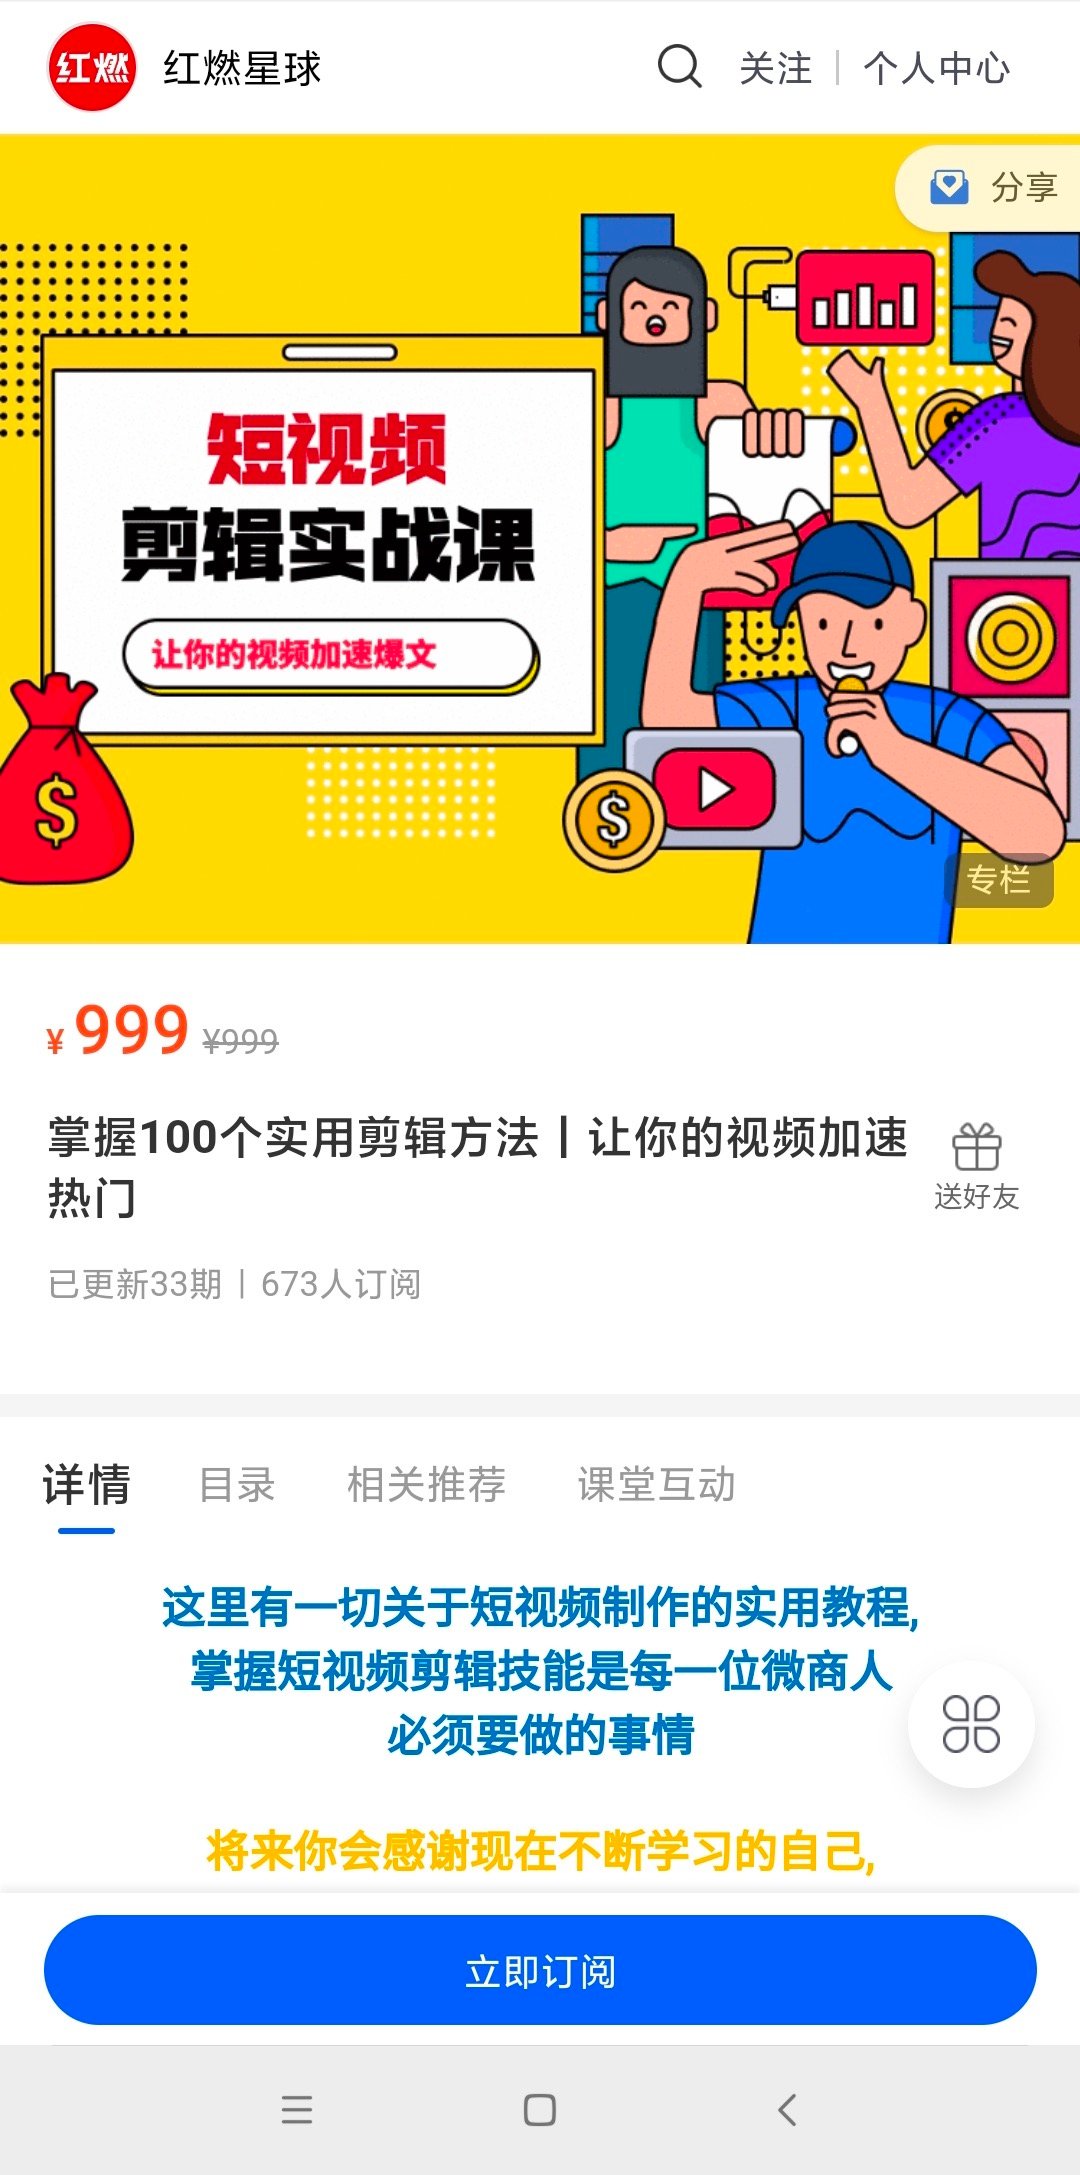 红燃
红燃星球
关注
个人中心
分享
短视频
剪辑实战课
让你的视频加速爆文
$
$
$
专栏
¥999 ¥999
掌握100个实用剪辑方法丨让你的视频加速
热门
送好友
已更新33期丨673人订阅
详情
目录
相关推荐
课堂互动
这里有一切关于短视频制作的实用教程,
掌握短视频剪辑技能是每一位微商人
必须要做的事情
将来你会感谢现在不断学习的自己,
立即订阅